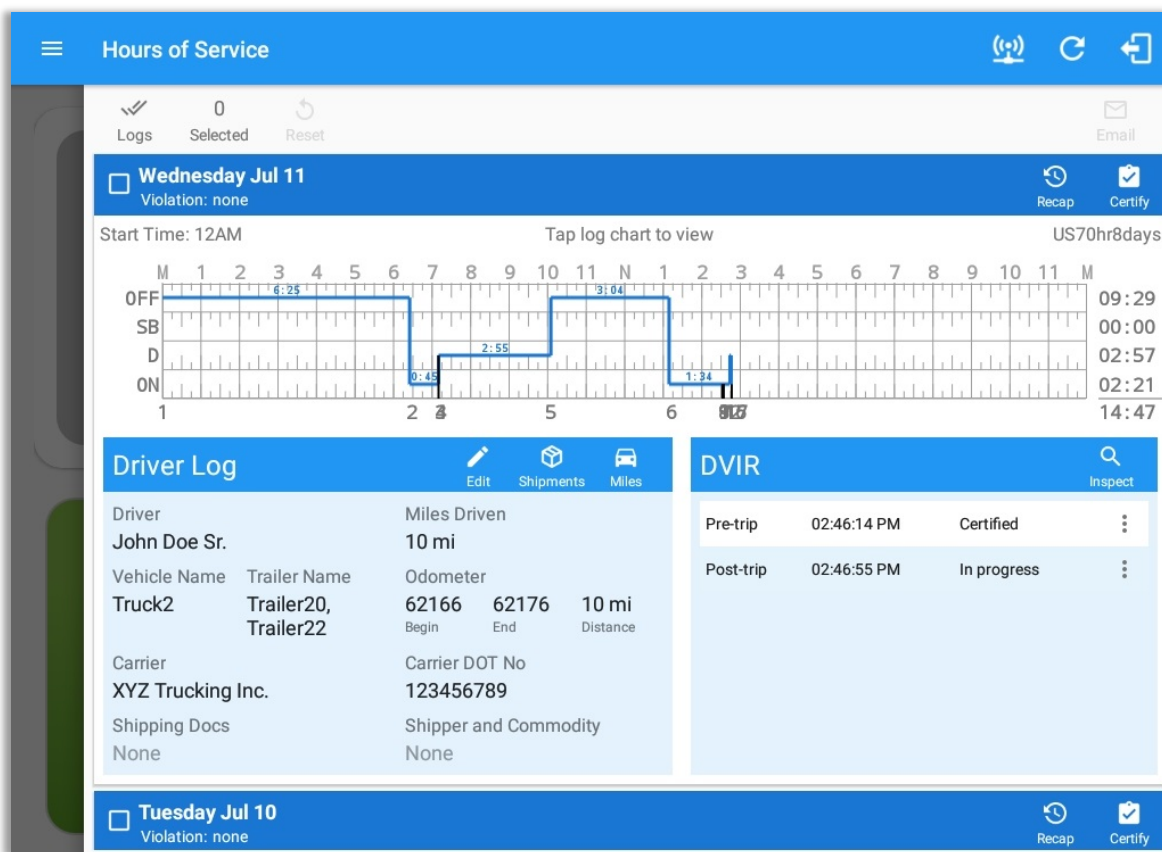 Hours of Service
Logs
0
Selected
Reset
Email
Wednesday Jul 11
Violation: none
Recap
Certify
Start Time: 12AM
Tap log chart to view
US70hr8days
M 1 2 3 4 5 6 7 8 9 10 11 N 1 2 3 4 5 6 7 8 9 10 11 M
OFF 6:25 3:04 09:29
SB 00:00
D 2:55 02:57
ON 0:45 1:34 02:21
1 2 5 6 14:47
Driver Log
Edit
Shipments
Miles
Driver
John Doe Sr.
Miles Driven
10 mi
Vehicle Name
Truck2
Trailer Name
Trailer20,
Trailer22
Odometer
62166 62176 10 mi
Begin End Distance
Carrier
XYZ Trucking Inc.
Carrier DOT No
123456789
Shipping Docs
None
Shipper and Commodity
None
DVIR
Inspect
Pre-trip 02:46:14 PM Certified
Post-trip 02:46:55 PM In progress
Tuesday Jul 10
Violation: none
Recap
Certify